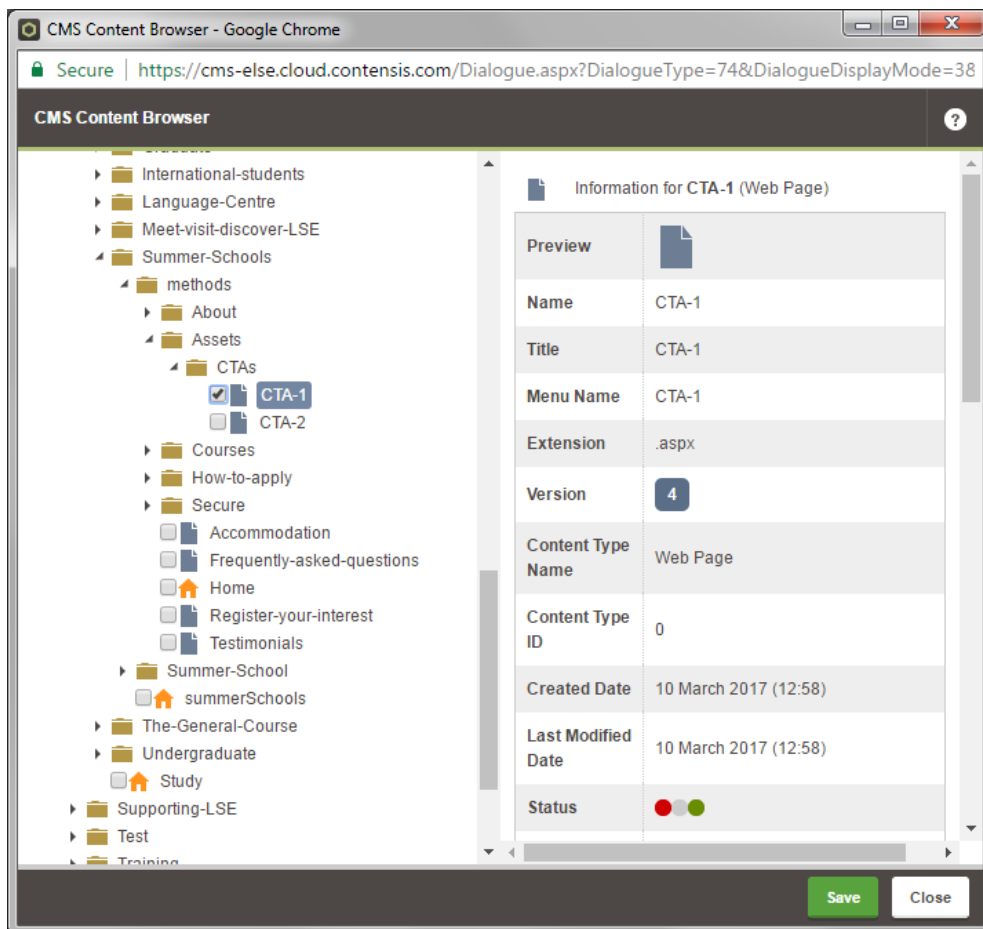 CMS Content Browser - Google Chrome
Secure | https://cms-else.cloud.contensis.com/Dialogue.aspx?DialogueType=74&DialogueDisplayMode=38
CMS Content Browser
?
Graduate
International-students
Language-Centre
Meet-visit-discover-LSE
Summer-Schools
methods
About
Assets
CTAs
CTA-1
CTA-2
Courses
How-to-apply
Secure
Accommodation
Frequently-asked-questions
Home
Register-your-interest
Testimonials
Summer-School
summerSchools
The-General-Course
Undergraduate
Study
Supporting-LSE
Test
Training
Information for CTA-1 (Web Page)
Preview
Name CTA-1
Title CTA-1
Menu Name CTA-1
Extension .aspx
Version 4
Content Type
Name Web Page
Content Type
ID 0
Created Date 10 March 2017 (12:58)
Last Modified
Date 10 March 2017 (12:58)
Status
Save Close